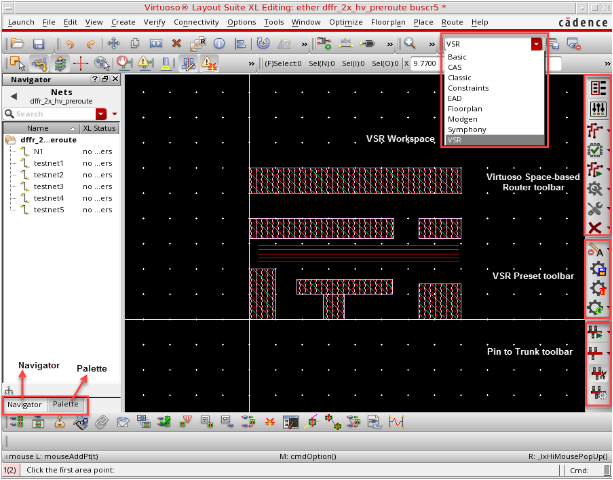 Virtuoso® Layout Suite XL Editing: ether dffr_2x_hv_preroute buscr5
Launch File Edit View Create Verify Connectivity Options Tools Window Optimize Floorplan Place Route Help
cādence
VSR
(F)Select:0 Sel(N):0 Sel(I):0 Sel(O):0 X 9.7700
Basic
CAS
Classic
Constraints
EAD
Floorplan
Modgen
Symphony
VSR
Navigator
Nets
dffr_2x_hv_preroute
Search
Name XL Status
dffr_2...eroute
N1 no ...ers
testnet1 no ...ers
testnet2 no ...ers
testnet3 no ...ers
testnet4 no ...ers
testnet5 no ...ers
VSR Workspace
Virtuoso Space-based
Router toolbar
VSR Preset toolbar
Pin to Trunk toolbar
Navigator
Palette
Navigator Palette
mouse L: mouseAddPt(t) M: cmdOption() R: _lxHiMousePopUp()
1(2) Click the first area point: Cmd: